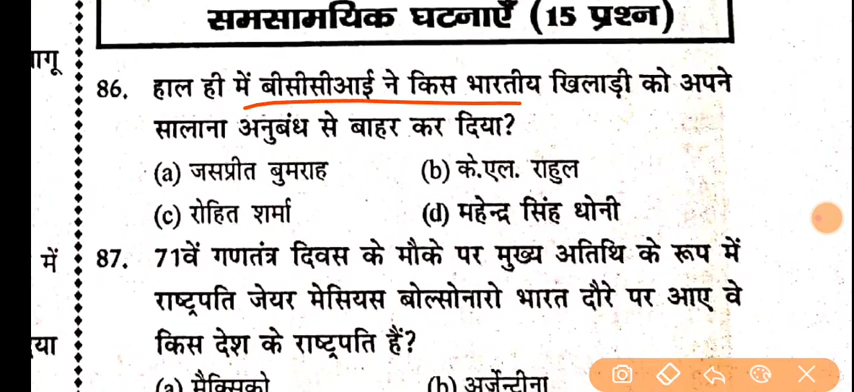 समसामयिक घटनाएँ (15 प्रश्न)
86. हाल ही में बीसीसीआई ने किस भारतीय खिलाड़ी को अपने
सालाना अनुबंध से बाहर कर दिया?
(a) जसप्रीत बुमराह (b) के.एल. राहुल
(c) रोहित शर्मा (d) महेन्द्र सिंह धोनी
87. 71वें गणतंत्र दिवस के मौके पर मुख्य अतिथि के रूप में
राष्ट्रपति जेयर मेसियस बोल्सोनारो भारत दौरे पर आए वे
किस देश के राष्ट्रपति हैं?
(a) मैक्सिको (b) अर्जेन्टीना
में